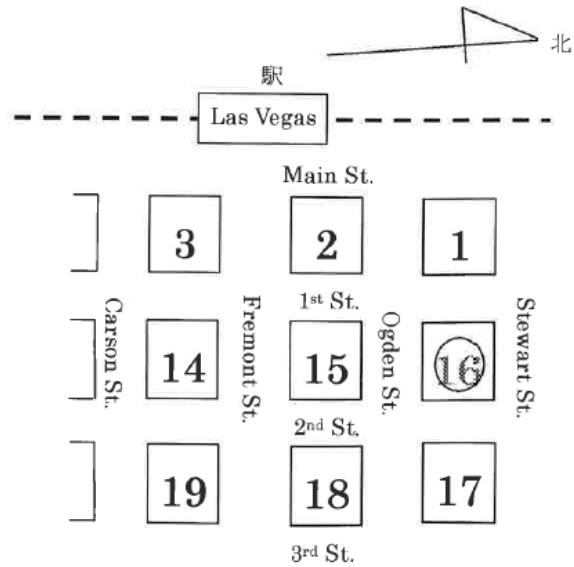 北
駅
Las Vegas
Main St.
3
2
1
1st St.
Carson St.
Fremont St.
Ogden St.
Stewart St.
14
15
16
2nd St.
19
18
17
3rd St.